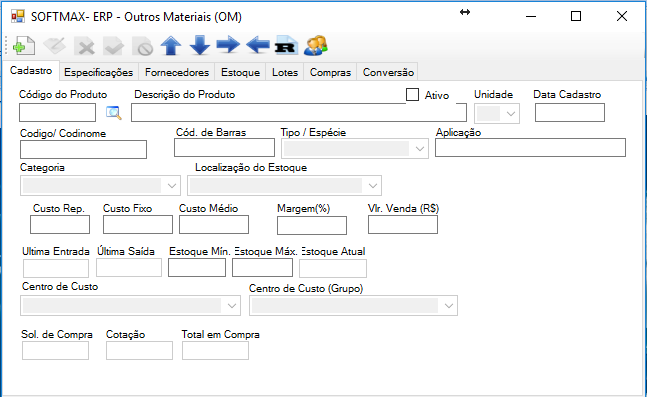 SOFTMAX- ERP - Outros Materiais (OM)
R
Cadastro Especificações Fornecedores Estoque Lotes Compras Conversão
Código do Produto Descrição do Produto Ativo Unidade Data Cadastro
Codigo/ Codinome Cód. de Barras Tipo / Espécie Aplicação
Categoria Localização do Estoque
Custo Rep. Custo Fixo Custo Médio Margem(%) Vlr. Venda (R$)
Ultima Entrada Última Saída Estoque Mín. Estoque Máx. Estoque Atual
Centro de Custo Centro de Custo (Grupo)
Sol. de Compra Cotação Total em Compra